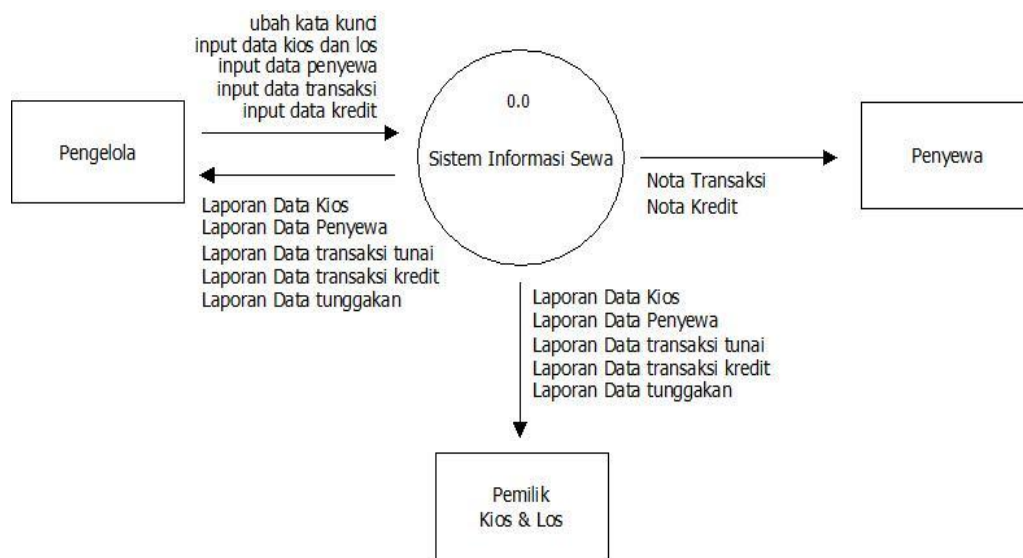 ubah kata kunci
input data kios dan los
input data penyewa
input data transaksi
input data kredit
Pengelola
0.0
Sistem Informasi Sewa
Penyewa
Nota Transaksi
Nota Kredit
Laporan Data Kios
Laporan Data Penyewa
Laporan Data transaksi tunai
Laporan Data transaksi kredit
Laporan Data tunggakan
Laporan Data Kios
Laporan Data Penyewa
Laporan Data transaksi tunai
Laporan Data transaksi kredit
Laporan Data tunggakan
Pemilik
Kios & Los